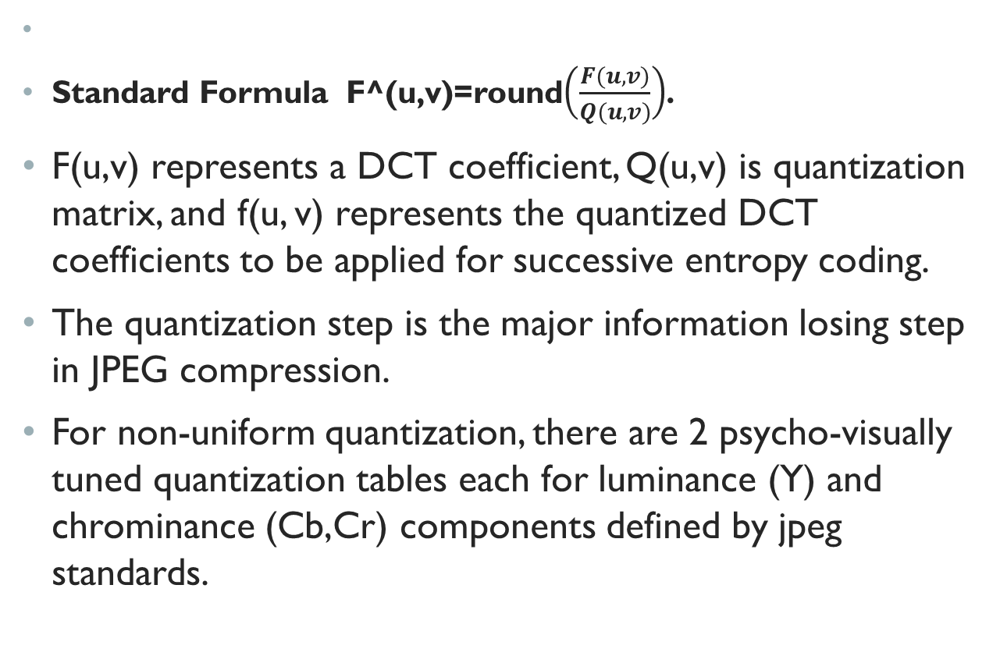 •
• Standard Formula F^(u,v)=round(F(u,v)/Q(u,v)).
• F(u,v) represents a DCT coefficient, Q(u,v) is quantization
matrix, and f(u, v) represents the quantized DCT
coefficients to be applied for successive entropy coding.
• The quantization step is the major information losing step
in JPEG compression.
• For non-uniform quantization, there are 2 psycho-visually
tuned quantization tables each for luminance (Y) and
chrominance (Cb,Cr) components defined by jpeg
standards.